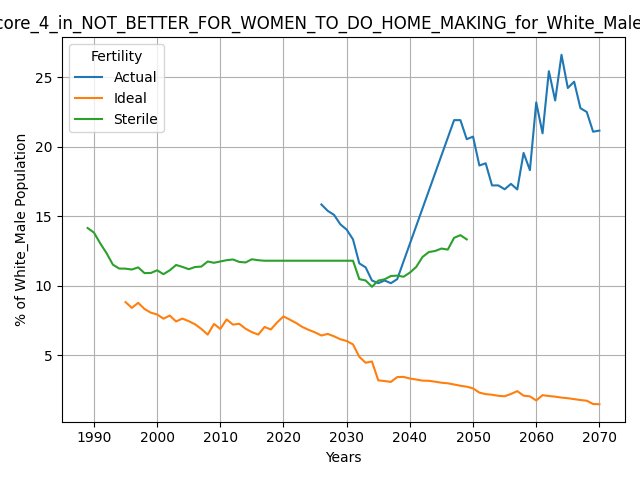 core_4_in_NOT_BETTER_FOR_WOMEN_TO_DO_HOME_MAKING_for_White_Male
Fertility
Actual
Ideal
Sterile
% of White_Male Population
25
20
15
10
5
1990 2000 2010 2020 2030 2040 2050 2060 2070
Years